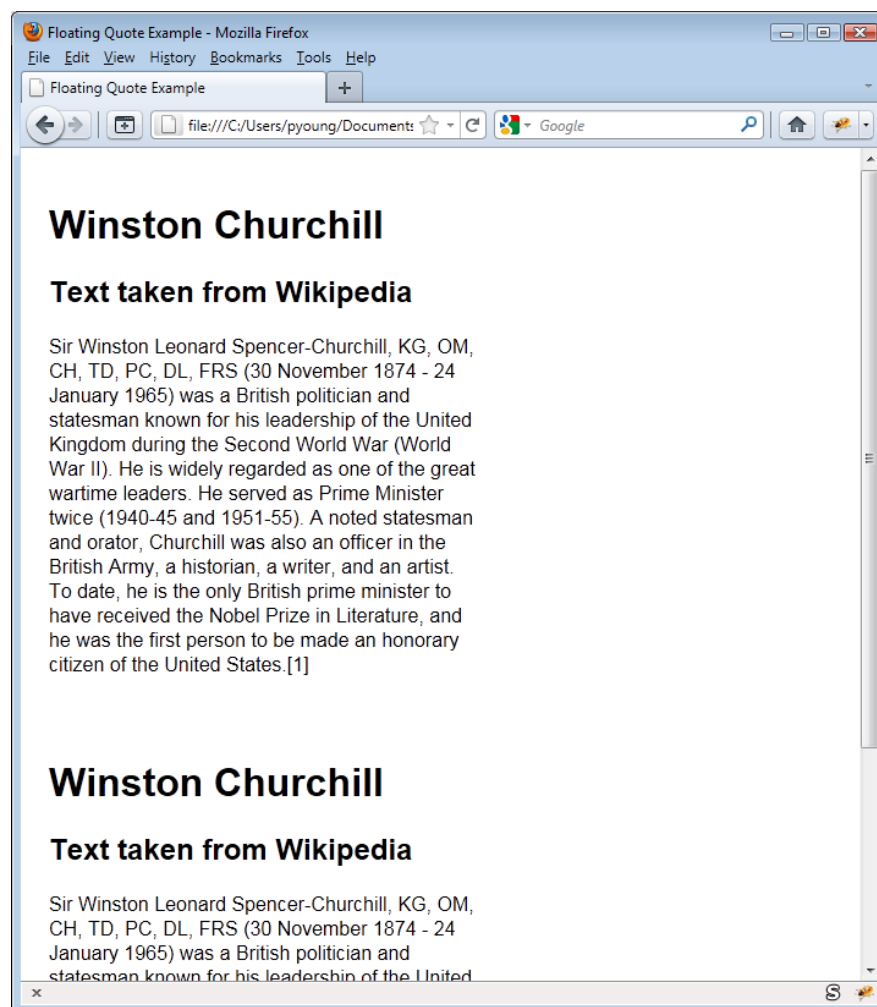 Floating Quote Example - Mozilla Firefox
File Edit View History Bookmarks Tools Help
Floating Quote Example
file:///C:/Users/pyoung/Documents Google
Winston Churchill
Text taken from Wikipedia
Sir Winston Leonard Spencer-Churchill, KG, OM,
CH, TD, PC, DL, FRS (30 November 1874 - 24
January 1965) was a British politician and
statesman known for his leadership of the United
Kingdom during the Second World War (World
War II). He is widely regarded as one of the great
wartime leaders. He served as Prime Minister
twice (1940-45 and 1951-55). A noted statesman
and orator, Churchill was also an officer in the
British Army, a historian, a writer, and an artist.
To date, he is the only British prime minister to
have received the Nobel Prize in Literature, and
he was the first person to be made an honorary
citizen of the United States.[1]
Winston Churchill
Text taken from Wikipedia
Sir Winston Leonard Spencer-Churchill, KG, OM,
CH, TD, PC, DL, FRS (30 November 1874 - 24
January 1965) was a British politician and
statesman known for his leadership of the United